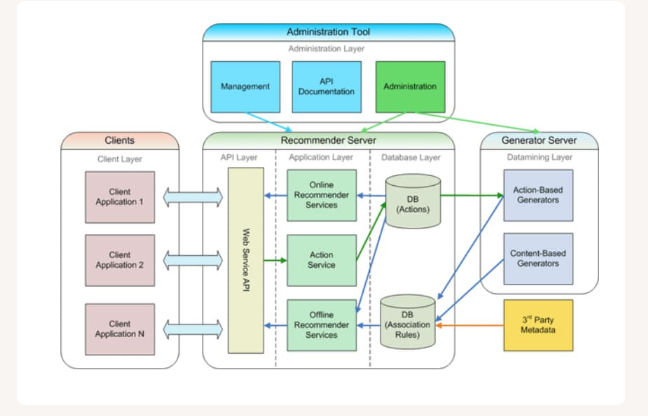 Administration Tool
Administration Layer
Management
API
Documentation
Administration
Clients
Recommender Server
Generator Server
Client Layer
API Layer
Application Layer
Database Layer
Datamining Layer
Client
Application 1
Online
Recommender
Services
DB
(Actions)
Action-Based
Generators
Web Service API
Client
Application 2
Action
Service
Content-Based
Generators
Client
Application N
Offline
Recommender
Services
DB
(Association
Rules)
3rd Party
Metadata